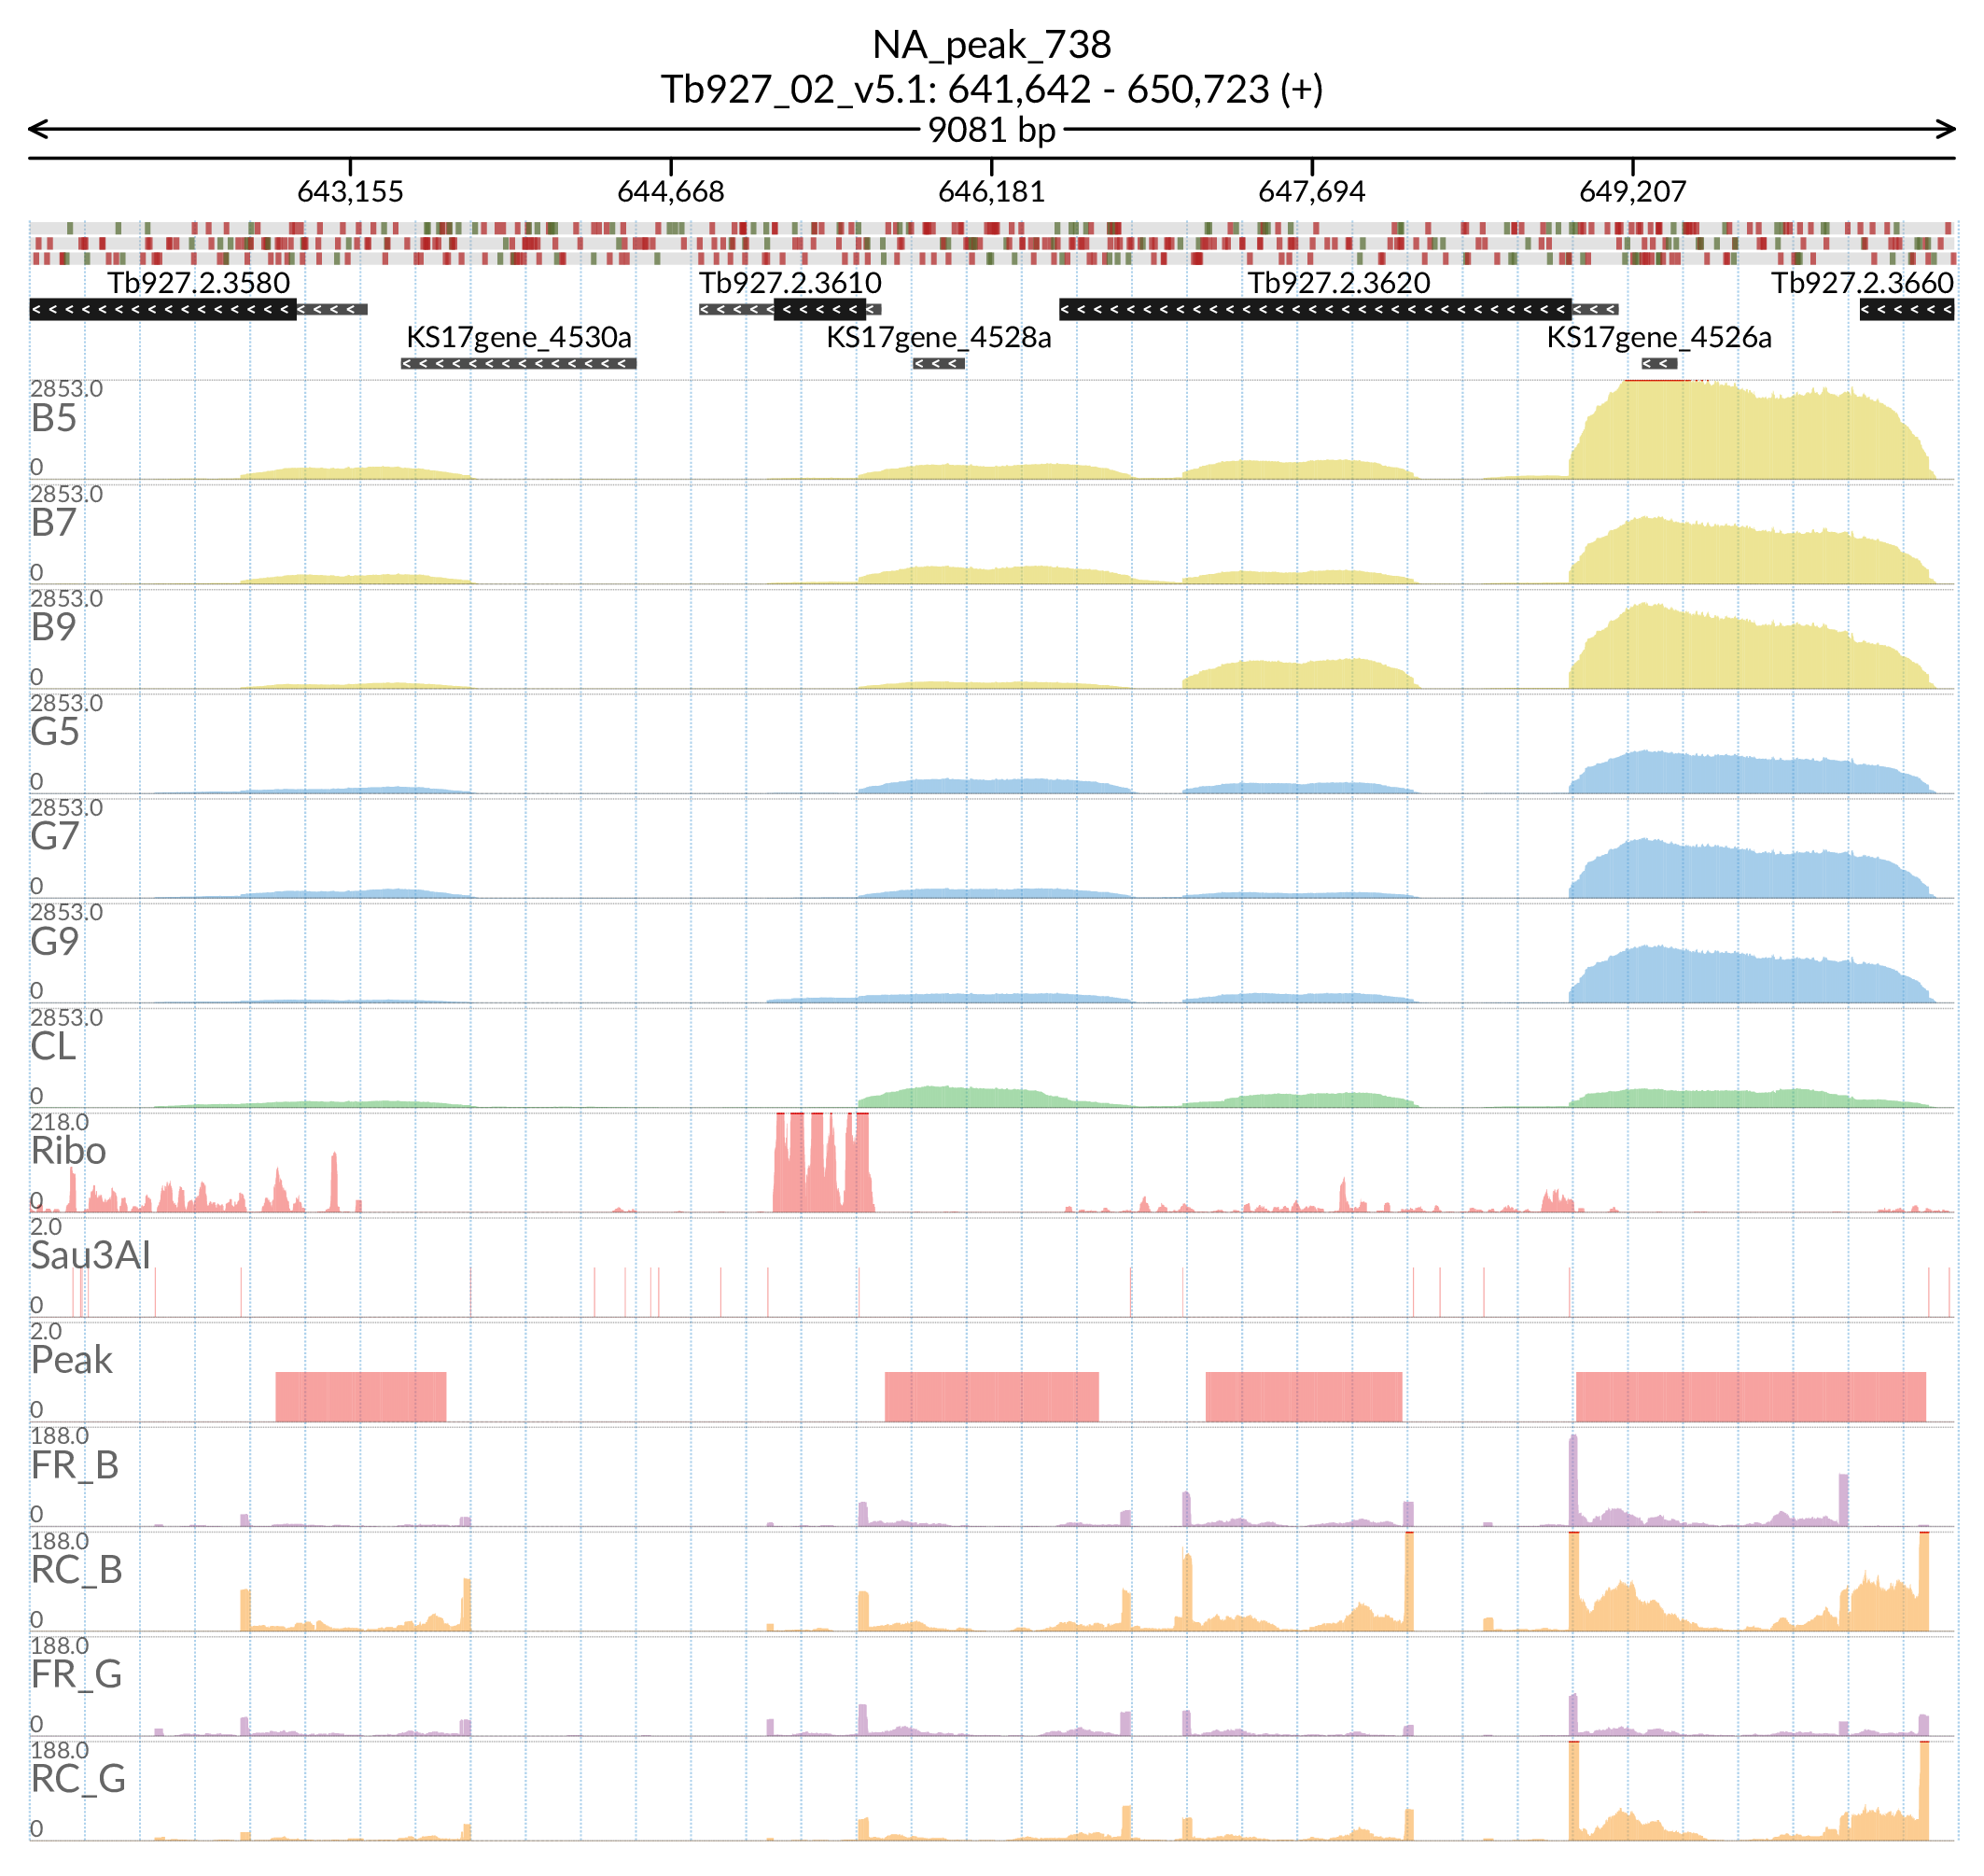 NA_peak_738
Tb927_02_v5.1: 641,642 - 650,723 (+)
9081 bp
643,155 644,668 646,181 647,694 649,207
Tb927.2.3580 Tb927.2.3610 Tb927.2.3620 Tb927.2.3660
KS17gene_4530a KS17gene_4528a KS17gene_4526a
2853.0
B5
0
2853.0
B7
0
2853.0
B9
0
2853.0
G5
0
2853.0
G7
0
2853.0
G9
0
2853.0
CL
0
218.0
Ribo
0
2.0
Sau3AI
0
2.0
Peak
0
188.0
FR_B
0
188.0
RC_B
0
188.0
FR_G
0
188.0
RC_G
0